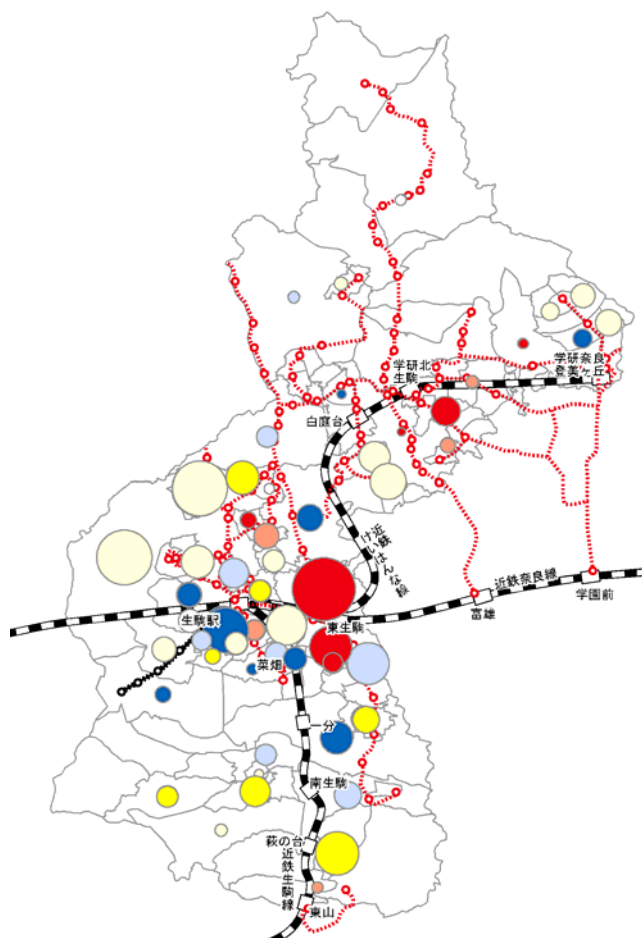 学研北
生駒
学研奈良
登美ヶ丘
白庭台
近鉄
けいはんな線
近鉄奈良線
富雄
学園前
生駒駅
東生駒
菜畑
一分
南生駒
萩の台
近鉄生駒線
東山